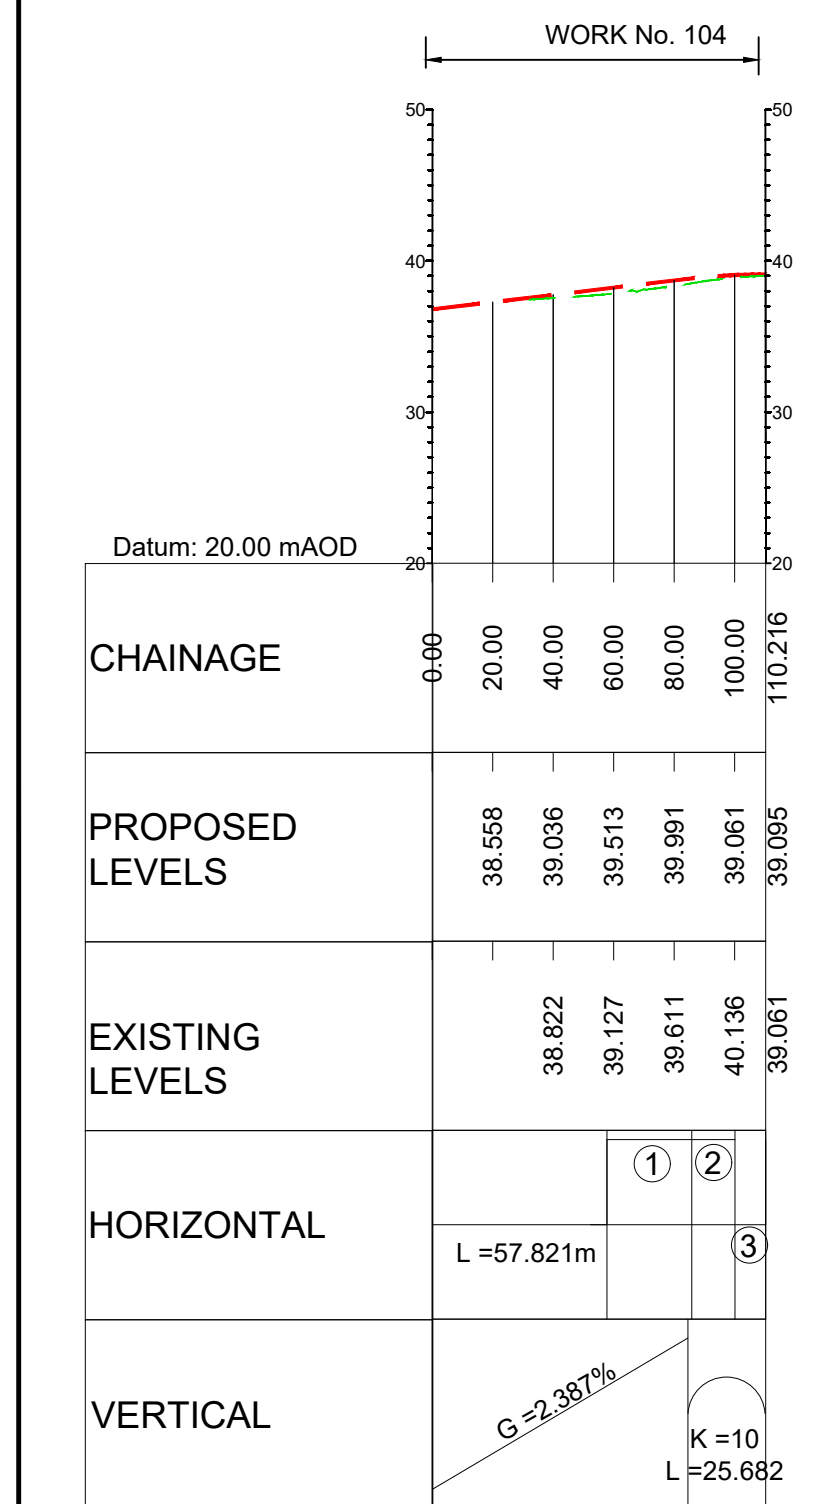 WORK No. 104
50
50
40
40
30
30
Datum: 20.00 mAOD
20
20
CHAINAGE
0.00
20.00
40.00
60.00
80.00
100.00
110.216
PROPOSED
LEVELS
38.558
39.036
39.513
39.991
39.061
39.095
EXISTING
LEVELS
38.822
39.127
39.611
40.136
39.061
HORIZONTAL
L =57.821m
1
2
3
VERTICAL
G =2.387%
K =10
L =25.682